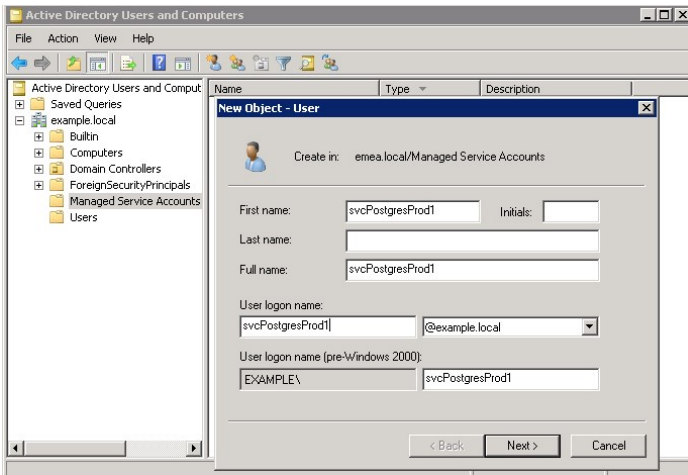 Active Directory Users and Computers
File Action View Help
Active Directory Users and Comput
Saved Queries
example.local
Builtin
Computers
Domain Controllers
ForeignSecurityPrincipals
Managed Service Accounts
Users
Name Type Description
New Object - User
Create in: emea.local/Managed Service Accounts
First name: svcPostgresProd1 Initials:
Last name:
Full name: svcPostgresProd1
User logon name:
svcPostgresProd1 @example.local
User logon name (pre-Windows 2000):
EXAMPLE\ svcPostgresProd1
< Back Next > Cancel